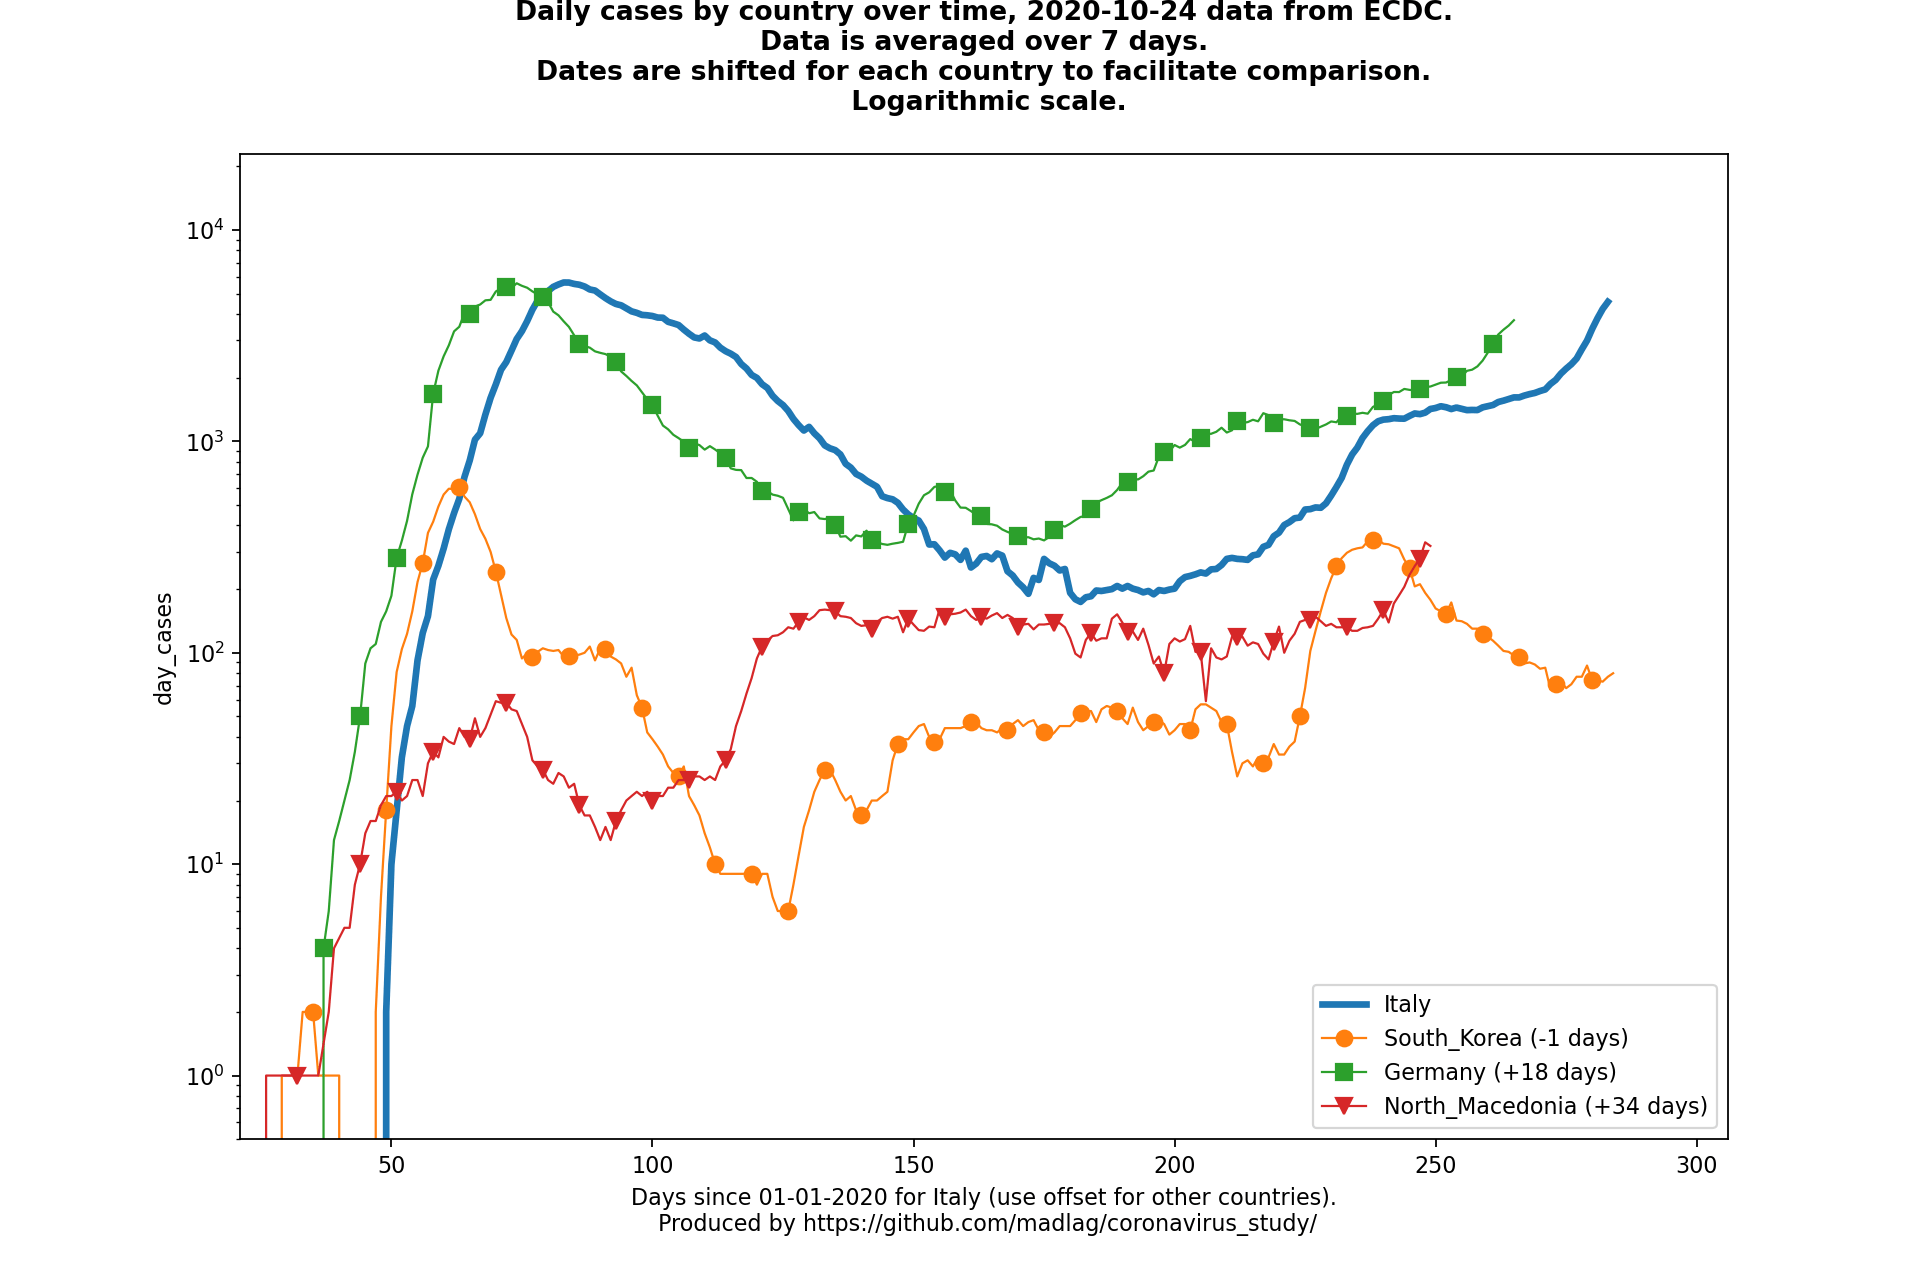 Daily cases by country over time, 2020-10-24 data from ECDC.
Data is averaged over 7 days.
Dates are shifted for each country to facilitate comparison.
Logarithmic scale.
10⁴
10³
10²
10¹
10⁰
day_cases
Italy
South_Korea (-1 days)
Germany (+18 days)
North_Macedonia (+34 days)
50 100 150 200 250 300
Days since 01-01-2020 for Italy (use offset for other countries).
Produced by https://github.com/madlag/coronavirus_study/